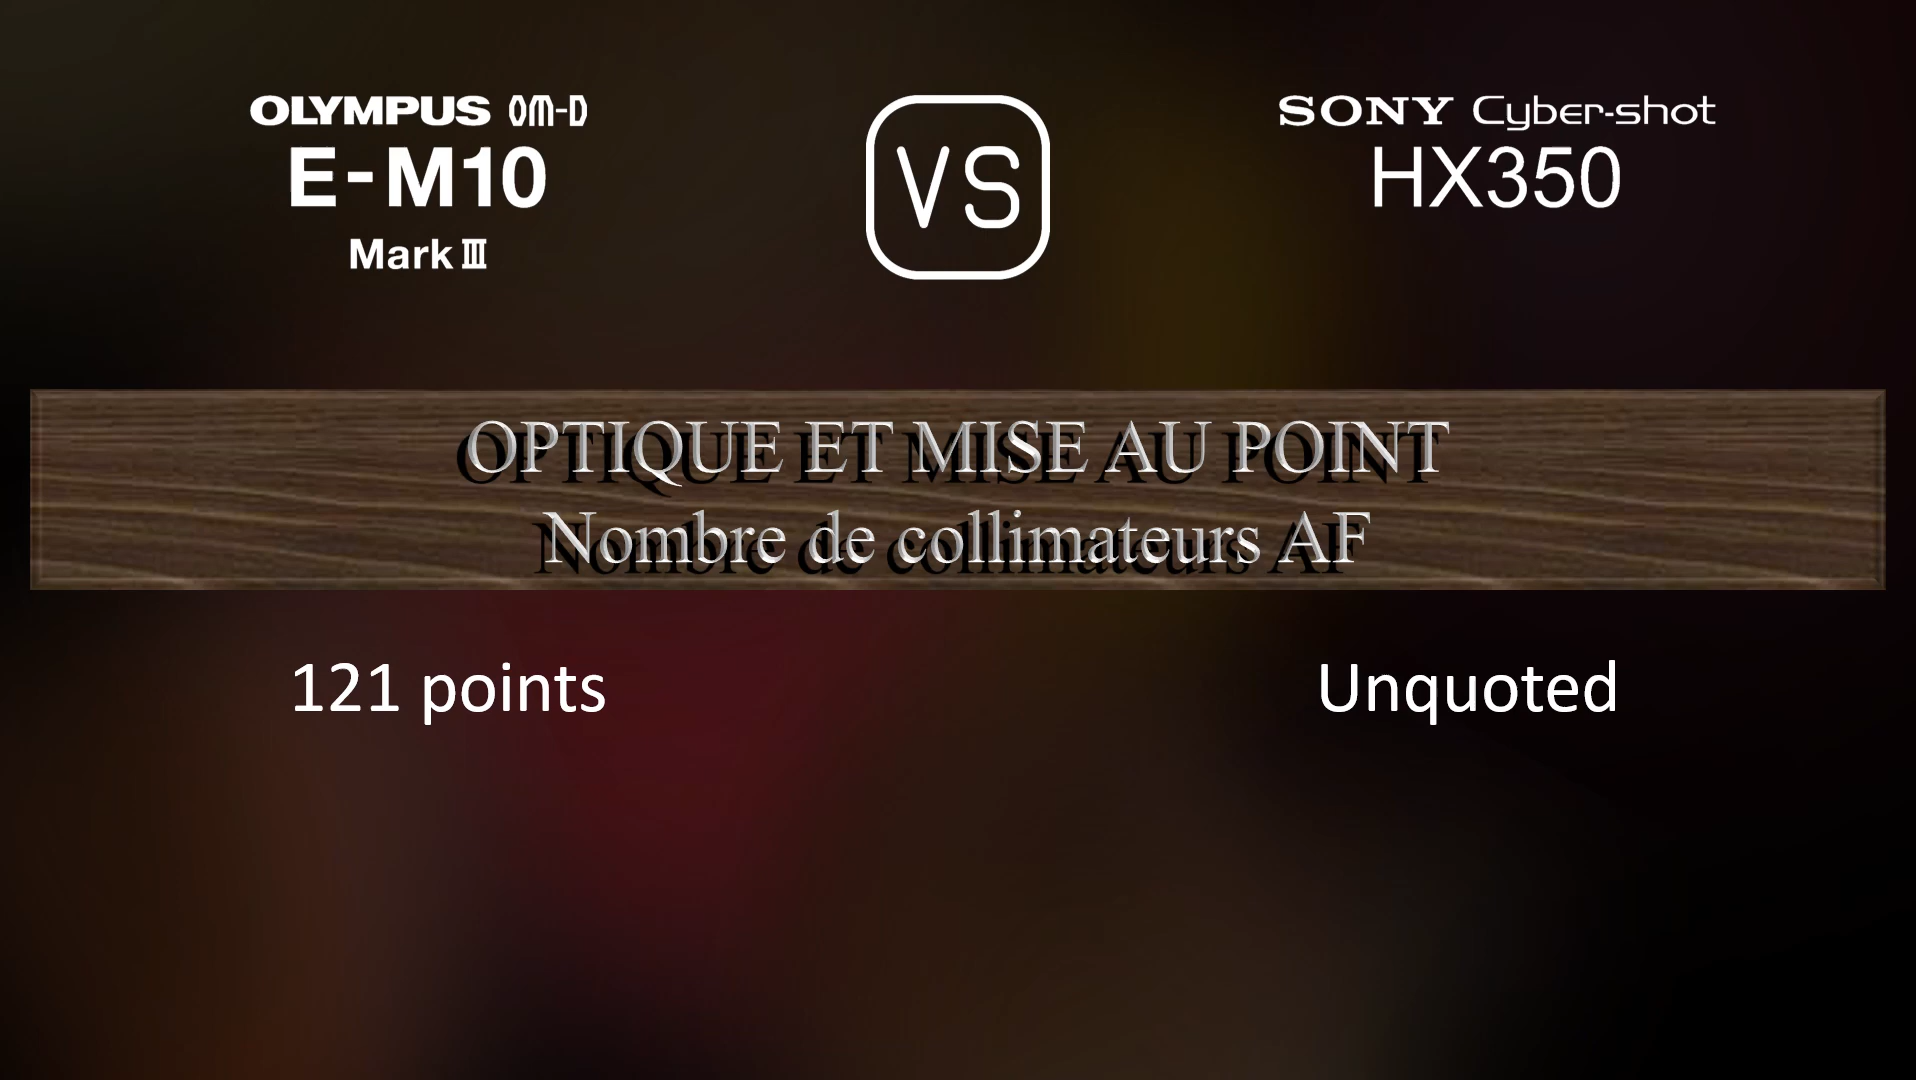 OLYMPUS OM-D
E-M10
Mark III
VS
SONY Cyber-shot
HX350
OPTIQUE ET MISE AU POINT
Nombre de collimateurs AF
121 points
Unquoted